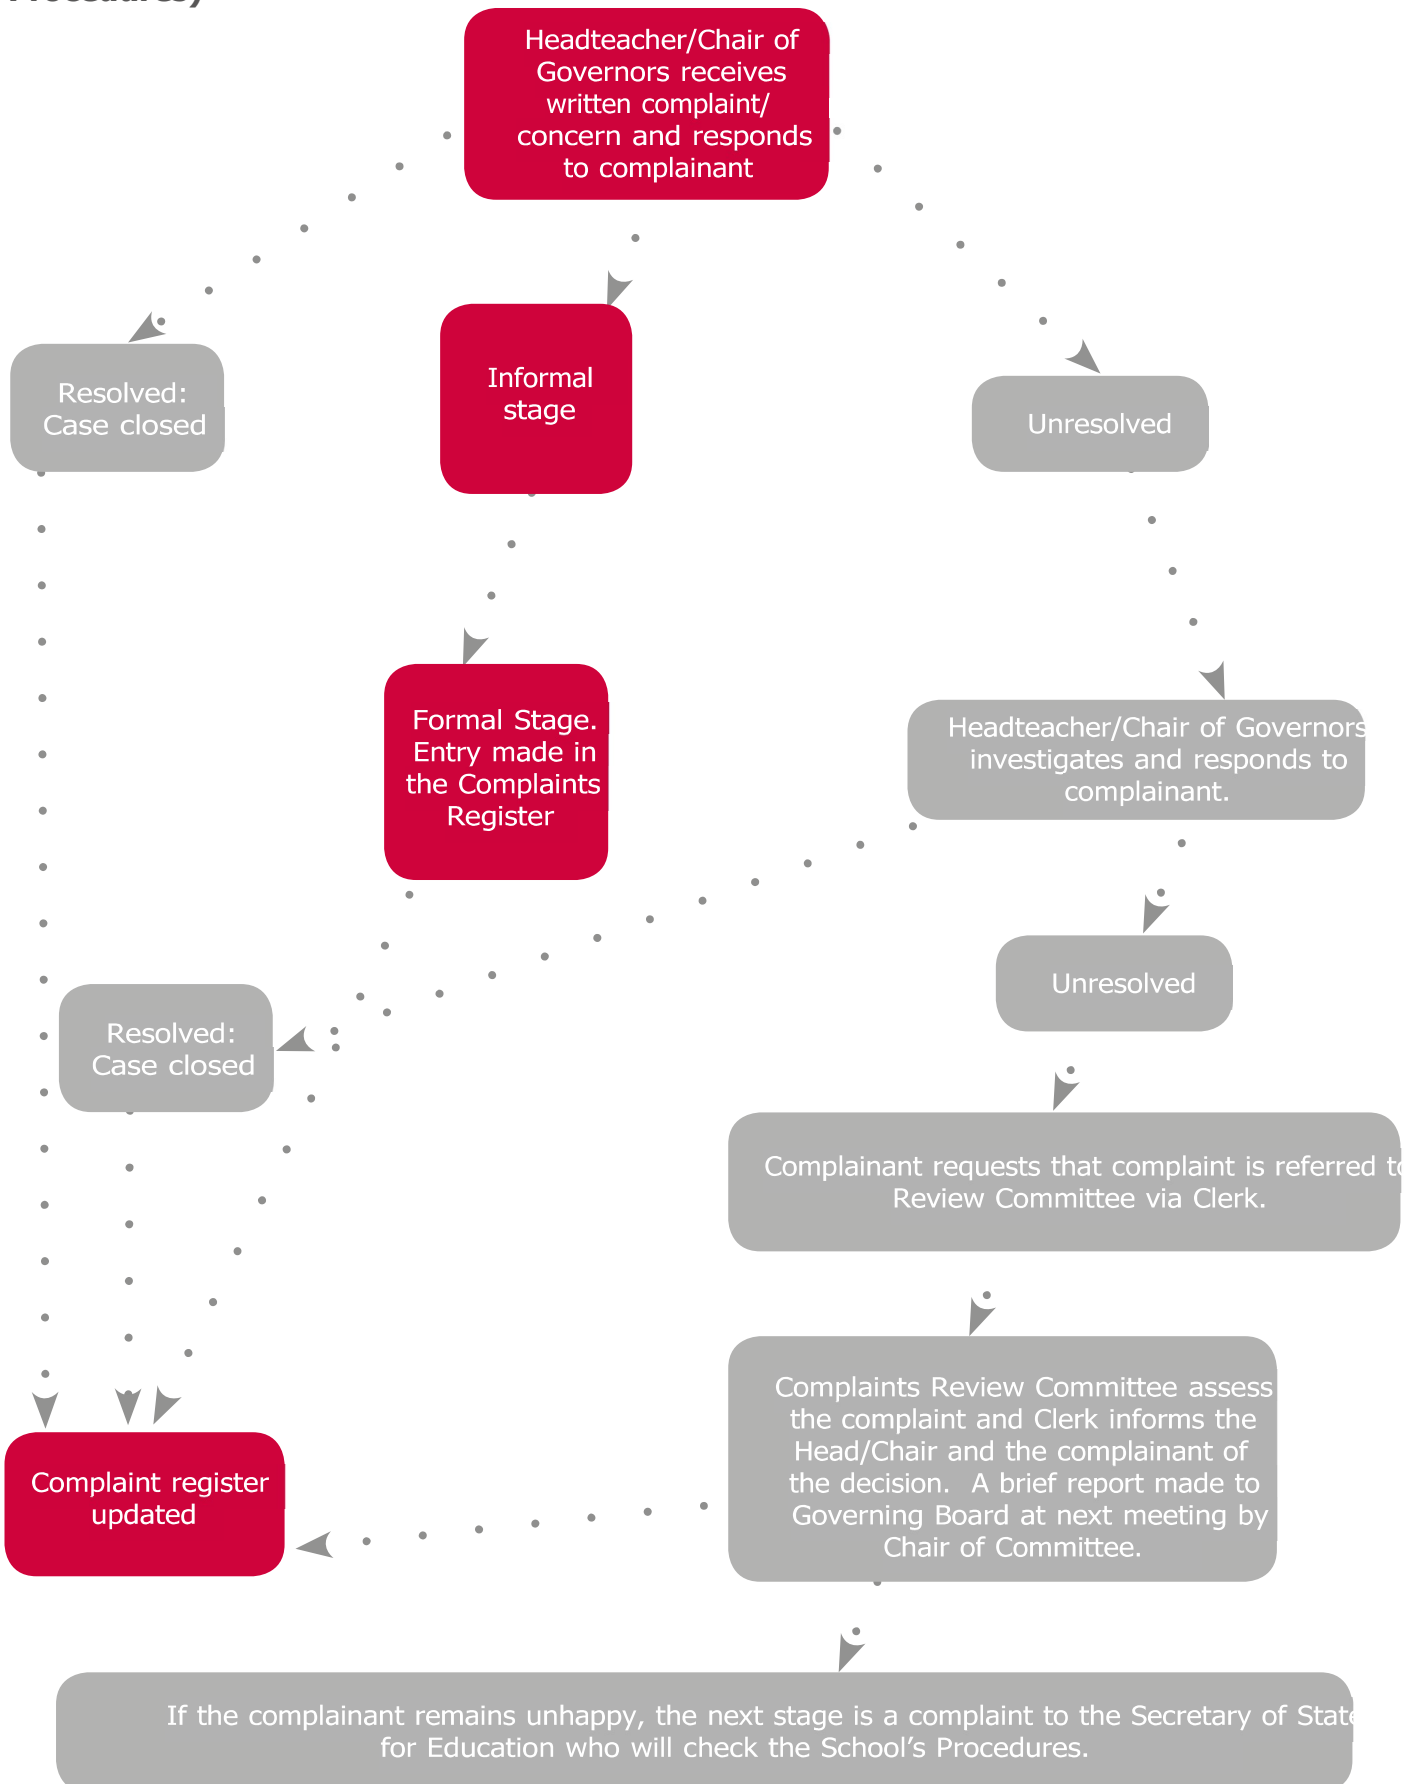 Procedures)
Headteacher/Chair of
Governors receives
written complaint/
concern and responds
to complainant
Resolved:
Case closed
Informal
stage
Unresolved
Formal Stage.
Entry made in
the Complaints
Register
Headteacher/Chair of Governors
investigates and responds to
complainant.
Unresolved
Resolved:
Case closed
Complainant requests that complaint is referred to
Review Committee via Clerk.
Complaints Review Committee assess
the complaint and Clerk informs the
Head/Chair and the complainant of
the decision.  A brief report made to
Governing Board at next meeting by
Chair of Committee.
Complaint register
updated
If the complainant remains unhappy, the next stage is a complaint to the Secretary of State
for Education who will check the School’s Procedures.